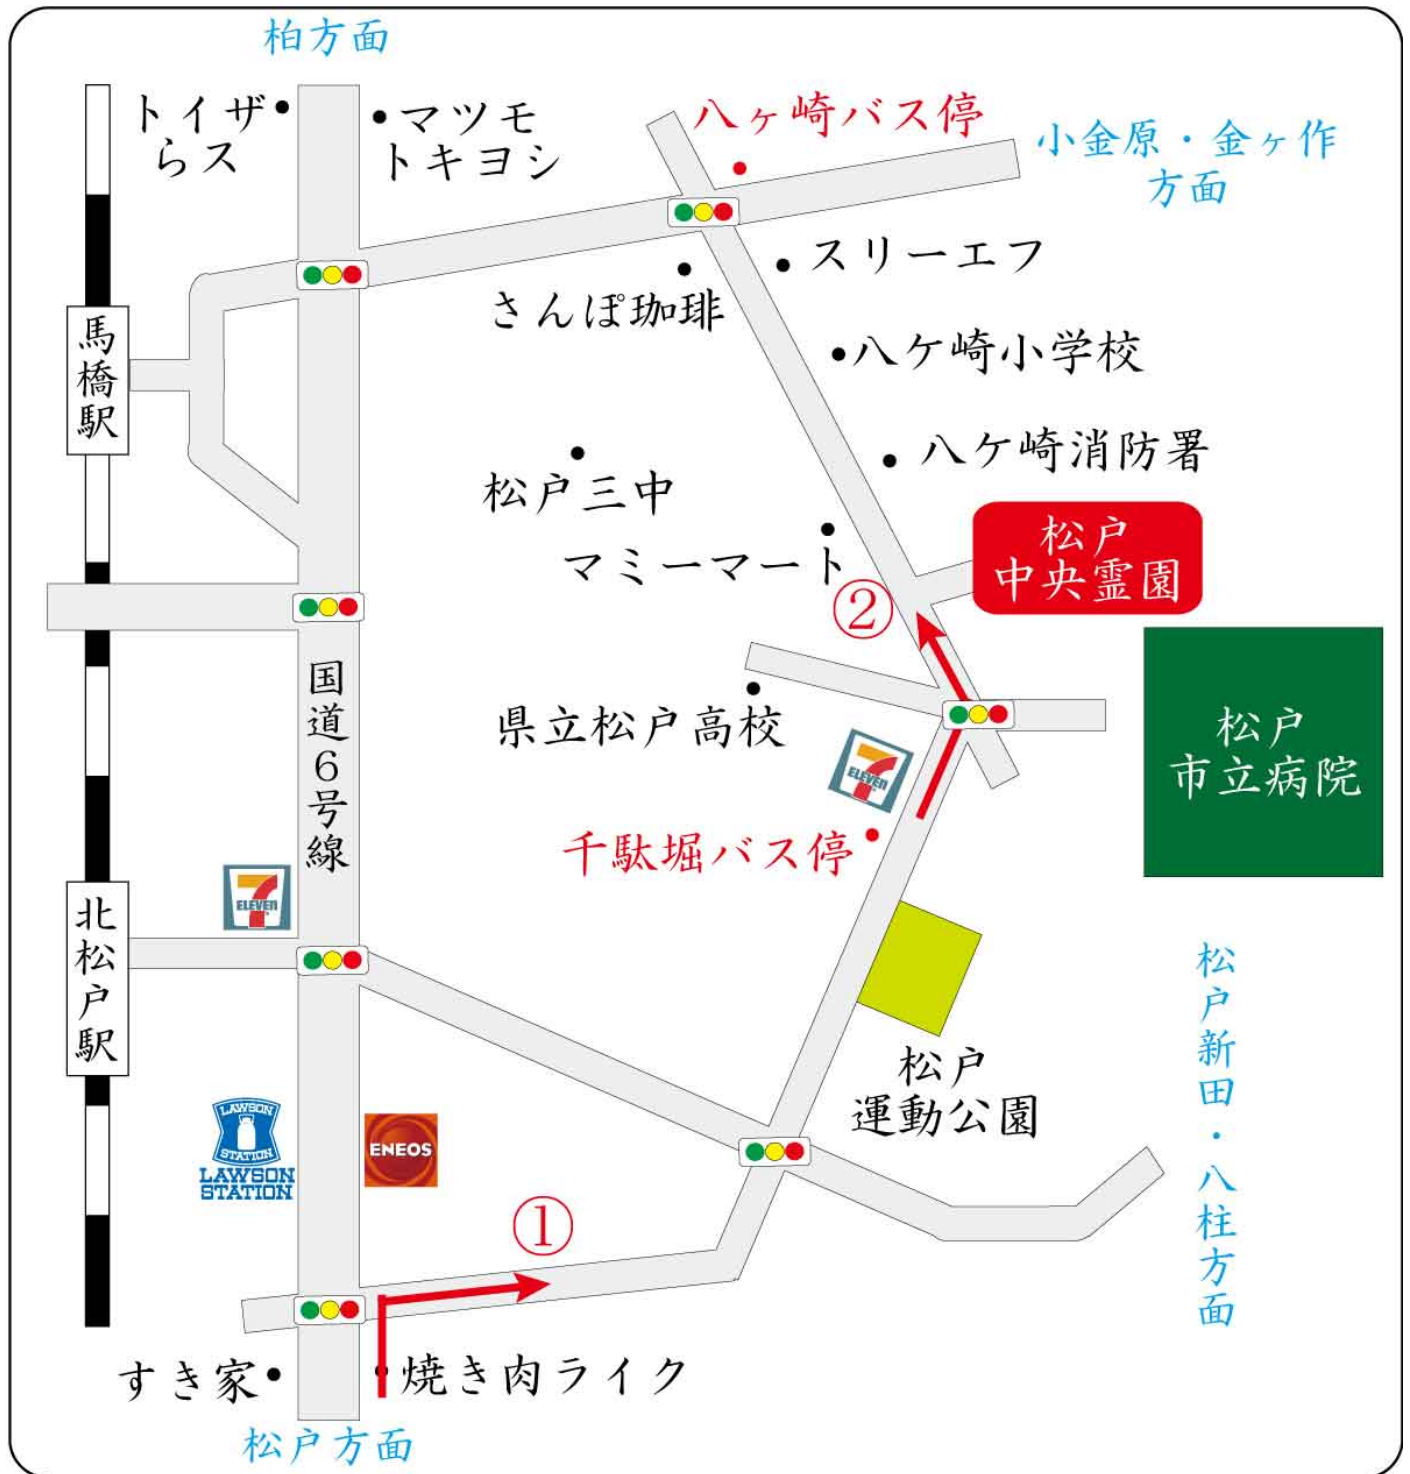 柏方面
トイザ
らス
マツモ
トキヨシ
八ヶ崎バス停
小金原・金ヶ作
方面
スリーエフ
さんぽ珈琲
馬橋駅
八ケ崎小学校
八ケ崎消防署
松戸三中
マミーマート
松戸
中央霊園
②
国道6号線
県立松戸高校
7
ELEVEn
松戸
市立病院
千駄堀バス停
7
ELEVEn
北松戸駅
松戸新田・八柱方面
松戸
運動公園
LAWSON
STATION
LAWSON
STATION
ENEOS
①
すき家
焼き肉ライク
松戸方面